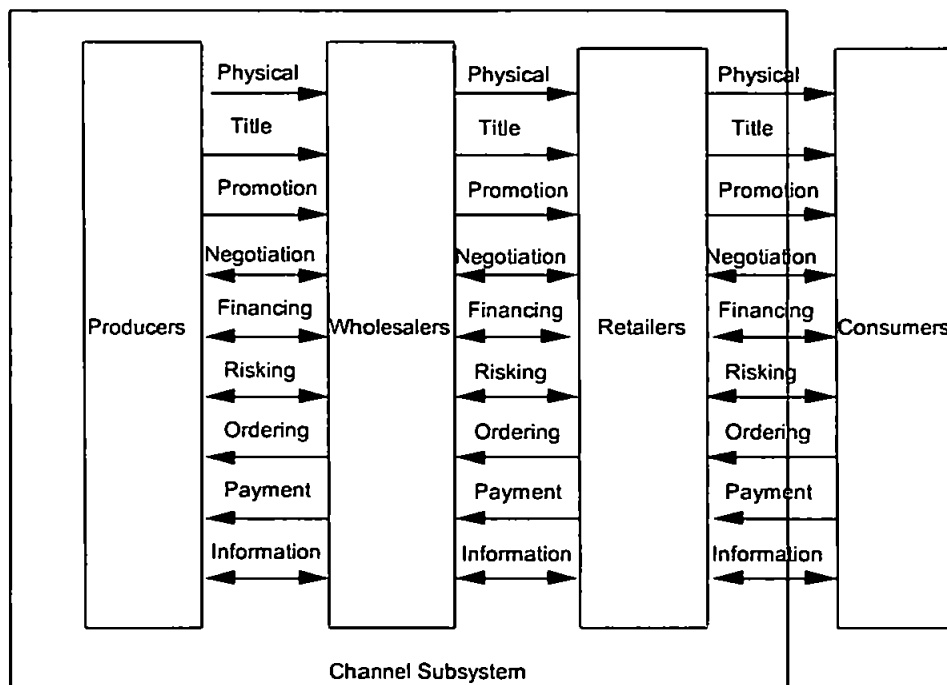 Physical Physical Physical
Title Title Title
Promotion Promotion Promotion
Negotiation Negotiation Negotiation
Financing Financing Financing
Producers Wholesalers Retailers Consumers
Risking Risking Risking
Ordering Ordering Ordering
Payment Payment Payment
Information Information Information
Channel Subsystem